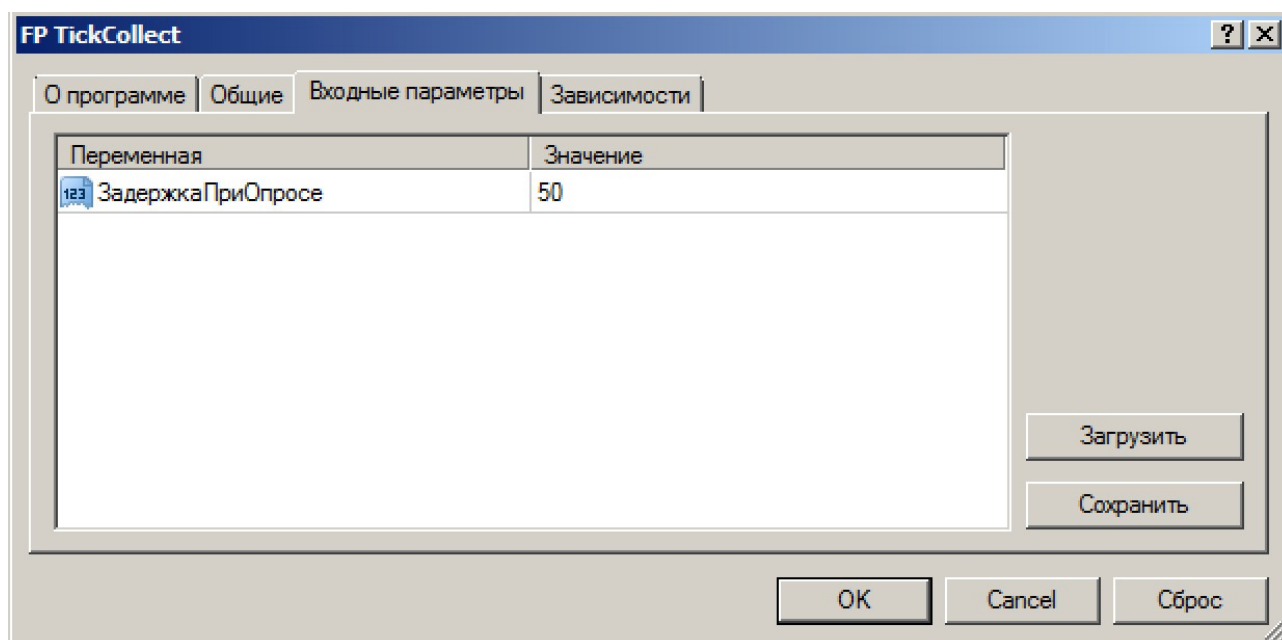 FP TickCollect
О программе Общие Входные параметры Зависимости
Переменная Значение
123 ЗадержкаПриОпросе 50
Загрузить
Сохранить
OK Cancel Сброс